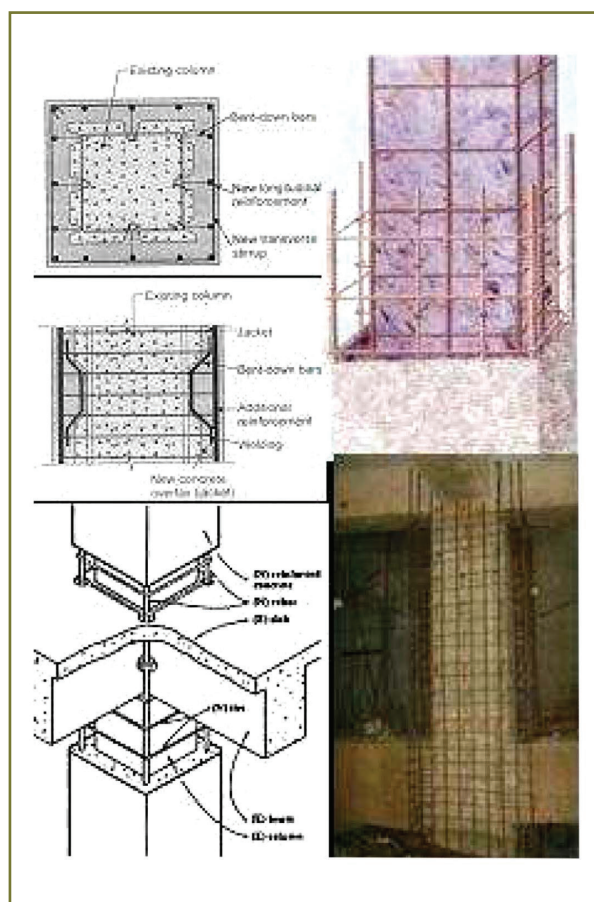 Existing column
Bent-down bars
New longitudinal
reinforcement
New transverse
stirrup
Existing column
Jacket
Bent-down bars
Additional
reinforcement
Welding
New concrete
overlay (jacket)
(N) reinforced
concrete
(N) rebar
(E) slab
(N) ties
(E) beam
(E) column